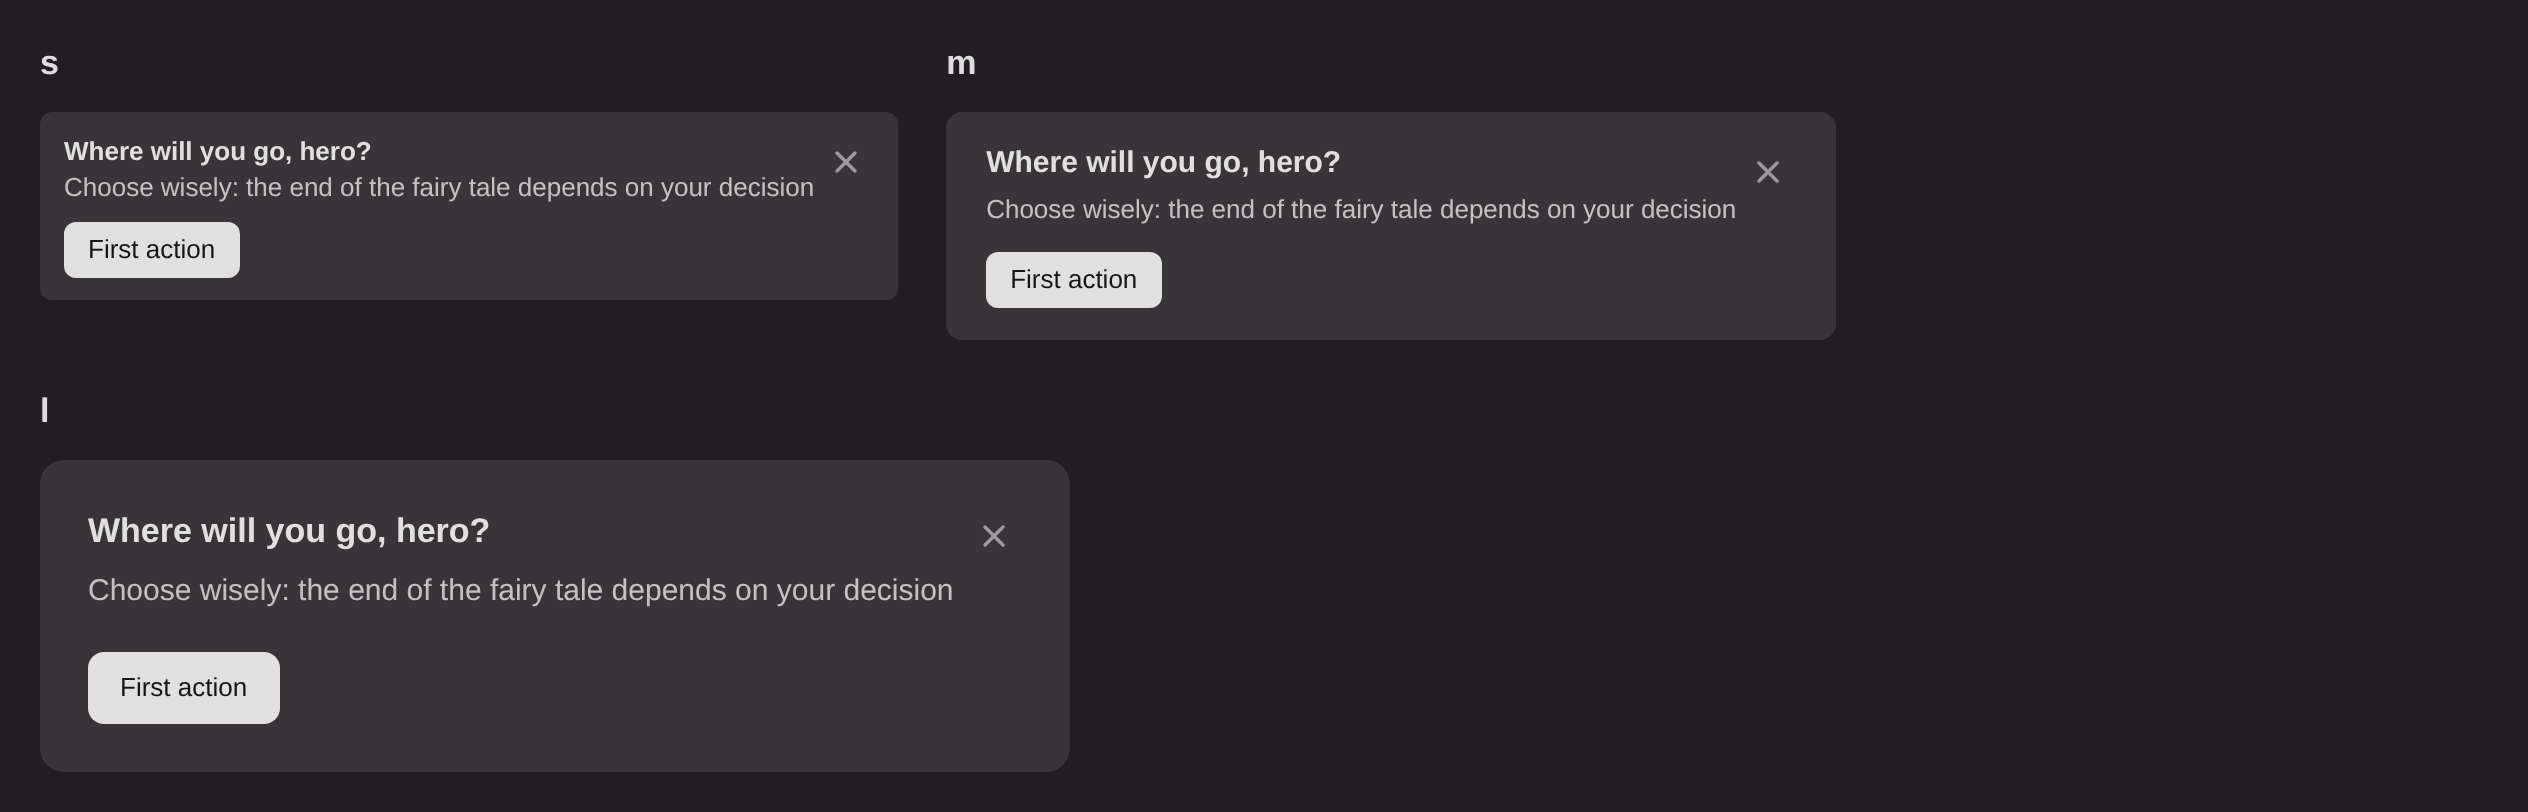 s
Where will you go, hero?
Choose wisely: the end of the fairy tale depends on your decision
First action
m
Where will you go, hero?
Choose wisely: the end of the fairy tale depends on your decision
First action
l
Where will you go, hero?
Choose wisely: the end of the fairy tale depends on your decision
First action